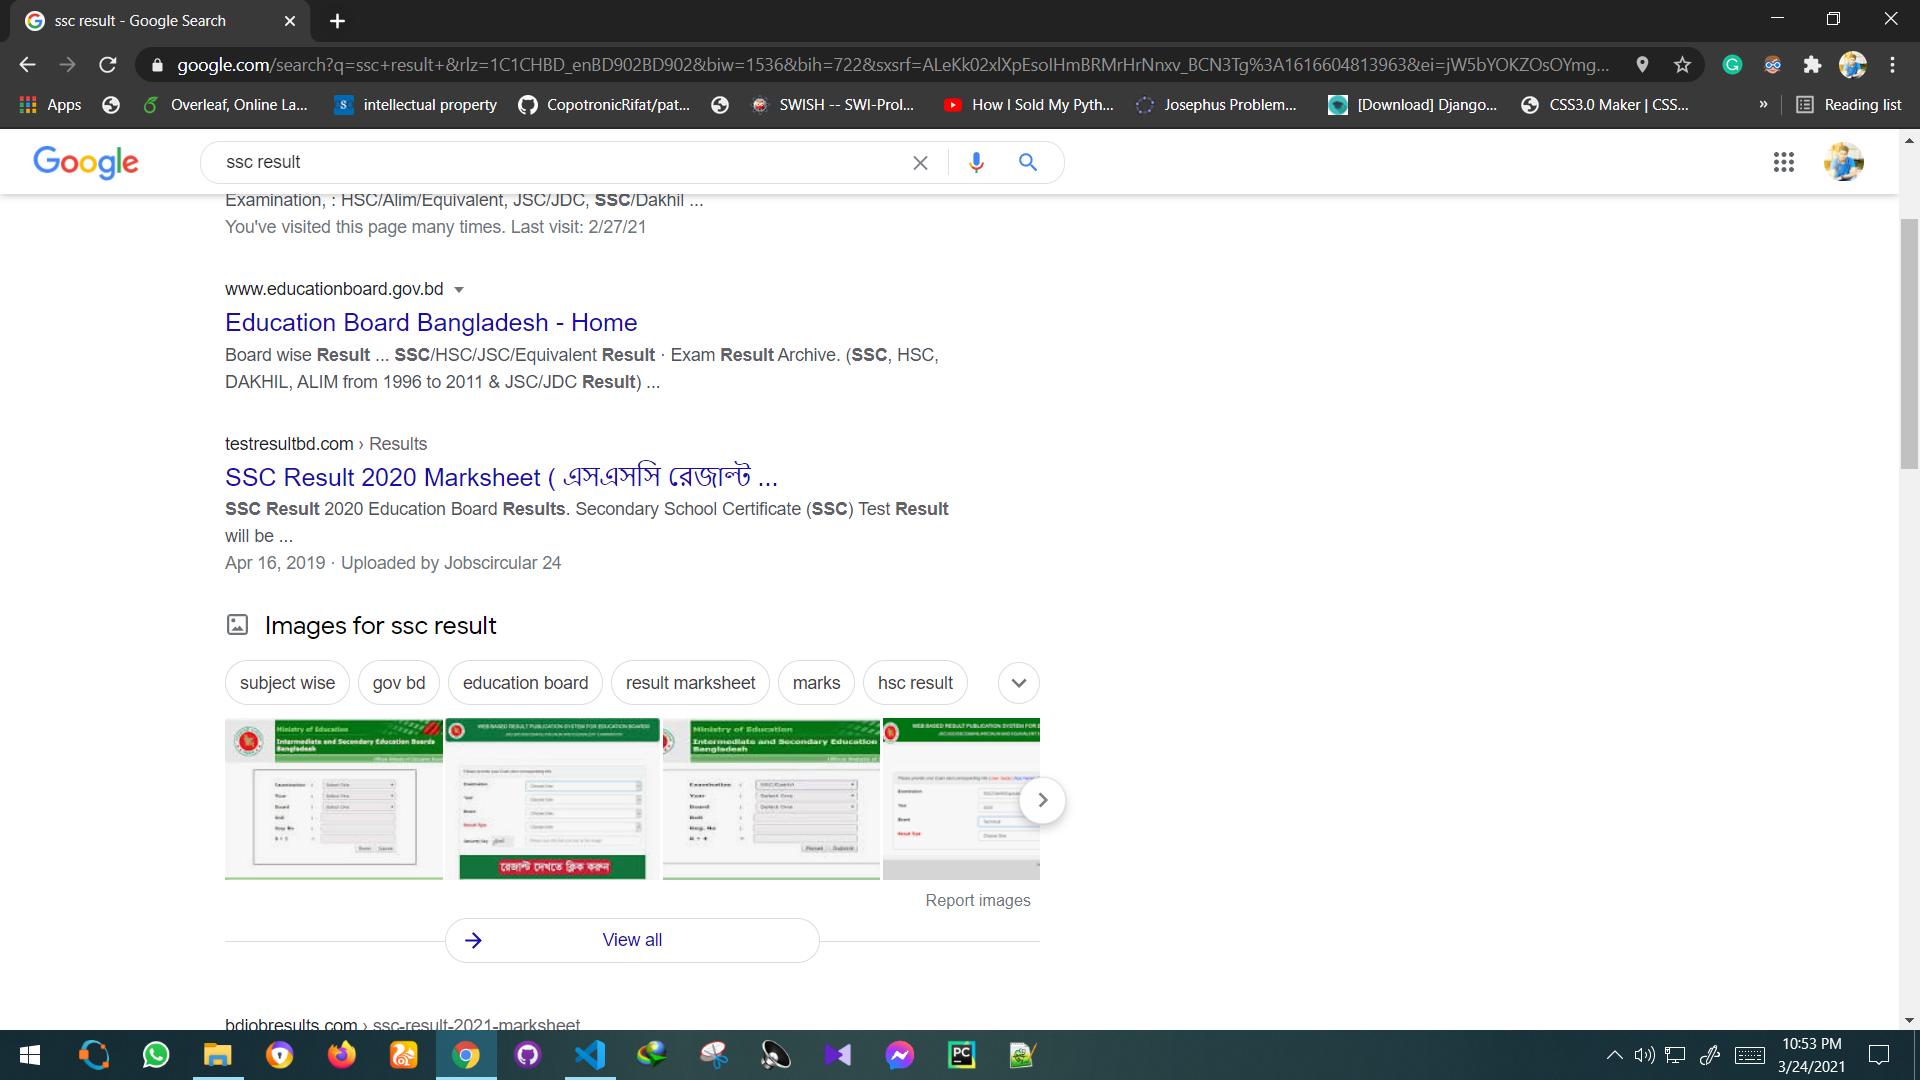 ssc result - Google Search
google.com/search?q=ssc+result+&rlz=1C1CHBD_enBD902BD902&biw=1536&bih=722&sxsrf=ALeKk02xlXpEsoIHmBRMrHrNnxv_BCN3Tg%3A1616604813963&ei=jW5bYOKZOsOYmg...
Apps Overleaf, Online La... intellectual property CopotronicRifat/pat... SWISH -- SWI-Prol... How I Sold My Pyth... Josephus Problem... [Download] Django... CSS3.0 Maker | CSS... » Reading list
Google ssc result
Examination, : HSC/Alim/Equivalent, JSC/JDC, SSC/Dakhil ...
You've visited this page many times. Last visit: 2/27/21
www.educationboard.gov.bd
Education Board Bangladesh - Home
Board wise Result ... SSC/HSC/JSC/Equivalent Result · Exam Result Archive. (SSC, HSC,
DAKHIL, ALIM from 1996 to 2011 & JSC/JDC Result) ...
testresultbd.com › Results
SSC Result 2020 Marksheet ( এসএসসি রেজাল্ট ...
SSC Result 2020 Education Board Results. Secondary School Certificate (SSC) Test Result
will be ...
Apr 16, 2019 · Uploaded by Jobscircular 24
Images for ssc result
subject wise gov bd education board result marksheet marks hsc result
Ministry of Education
Intermediate and Secondary Education Boards
Bangladesh
WEB BASED RESULT PUBLICATION SYSTEM FOR EDUCATION BOARDS
রেজাল্ট দেখতে ক্লিক করুন
Ministry of Education
Intermediate and Secondary Education
Bangladesh
WEB BASED RESULT PUBLICATION SYSTEM FOR E
Report images
View all
bdjobresults.com › ssc-result-2021-marksheet
10:53 PM
3/24/2021